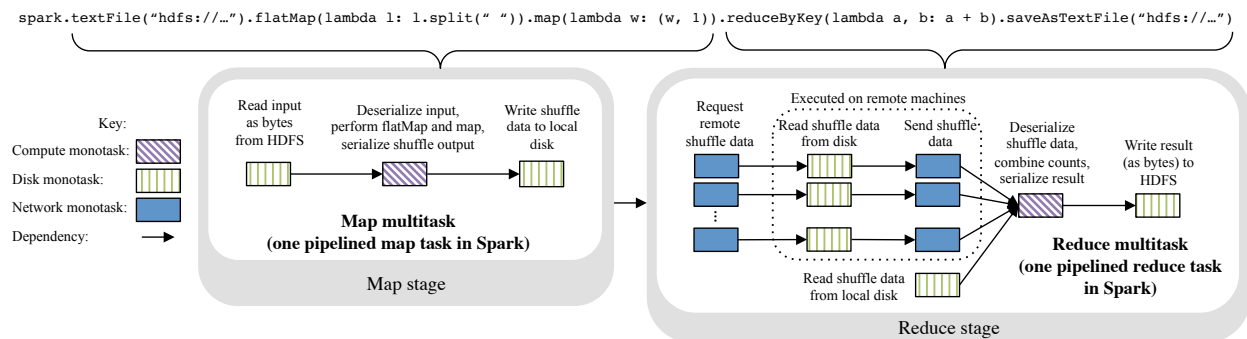 spark.textFile(“hdfs://…”).flatMap(lambda l: l.split(“ ”)).map(lambda w: (w, 1)).reduceByKey(lambda a, b: a + b).saveAsTextFile(“hdfs://…”)
Key:
Compute monotask:
Disk monotask:
Network monotask:
Dependency:
Read input
as bytes
from HDFS
Deserialize input,
perform flatMap and map,
serialize shuffle output
Write shuffle
data to local
disk
Map multitask
(one pipelined map task in Spark)
Map stage
Request
remote
shuffle data
Executed on remote machines
Read shuffle data
from disk
Send shuffle
data
...
Deserialize
shuffle data,
combine counts,
serialize result
Write result
(as bytes) to
HDFS
Read shuffle data
from local disk
Reduce multitask
(one pipelined reduce task
in Spark)
Reduce stage